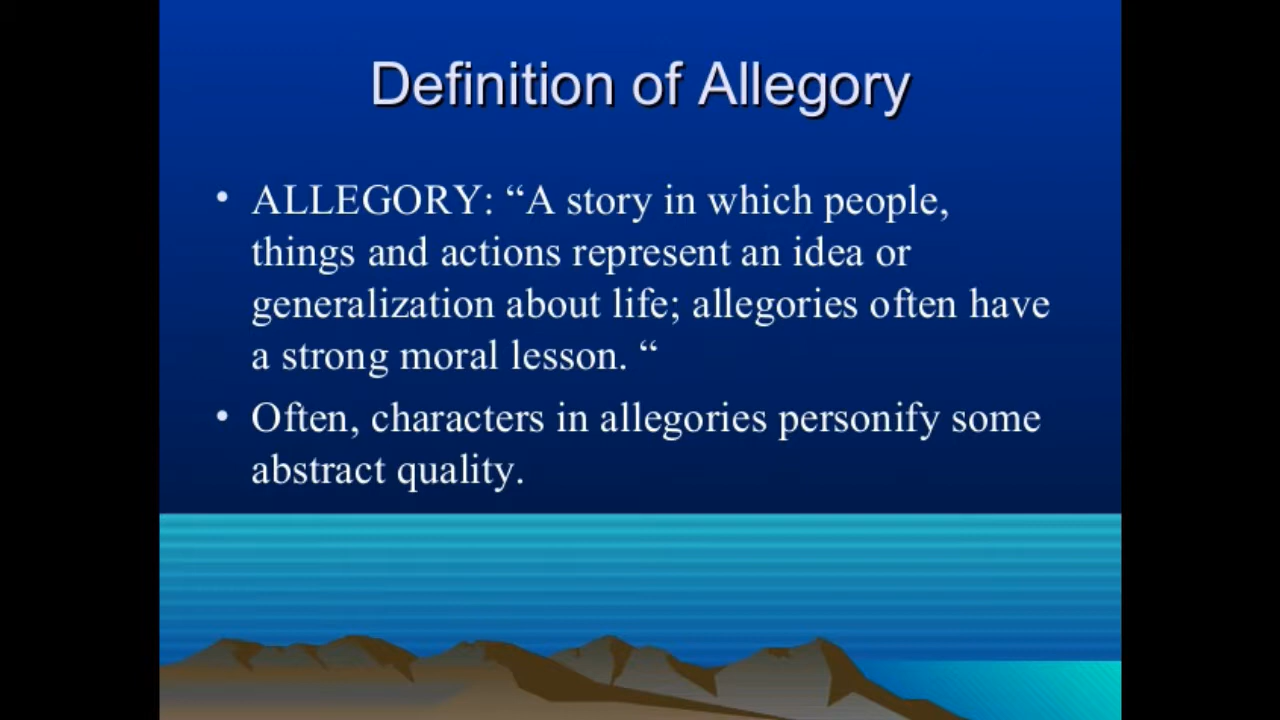 Definition of Allegory
• ALLEGORY: “A story in which people,
things and actions represent an idea or
generalization about life; allegories often have
a strong moral lesson. “
• Often, characters in allegories personify some
abstract quality.